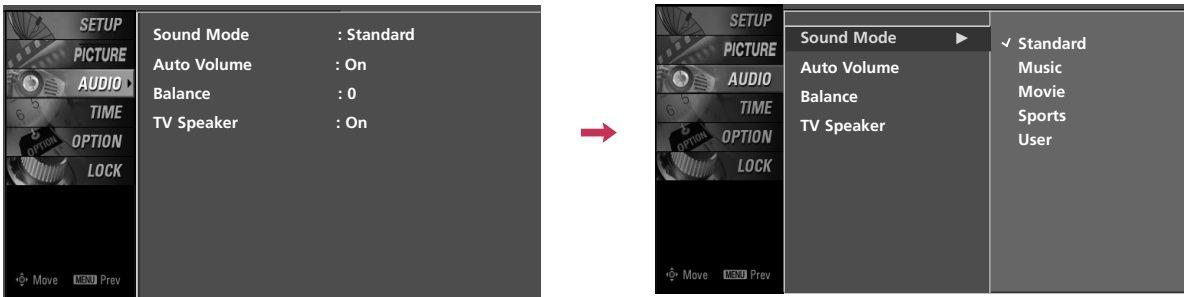 SETUP
PICTURE
AUDIO
TIME
OPTION
LOCK
Move MENU Prev
Sound Mode : Standard
Auto Volume : On
Balance : 0
TV Speaker : On
SETUP
PICTURE
AUDIO
TIME
OPTION
LOCK
Move MENU Prev
Sound Mode ▶
Auto Volume
Balance
TV Speaker
✓ Standard
Music
Movie
Sports
User